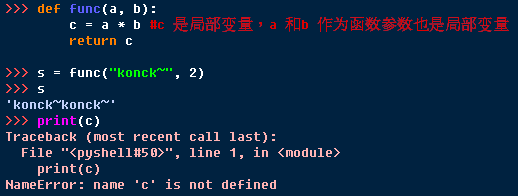 >>> def func(a, b):
        c = a * b #c 是局部变量，a 和b 作为函数参数也是局部变量
        return c

>>> s = func("konck~", 2)
>>> s
'konck~konck~'
>>> print(c)
Traceback (most recent call last):
  File "<pyshell#50>", line 1, in <module>
    print(c)
NameError: name 'c' is not defined